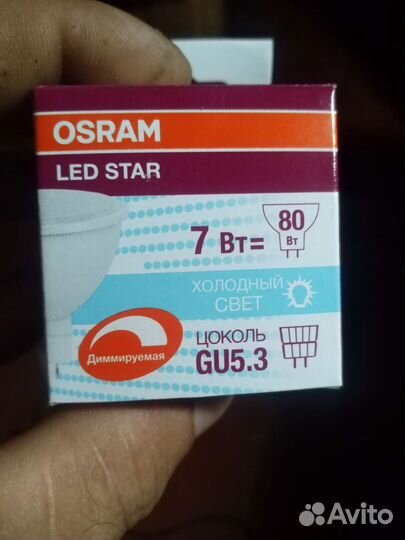 OSRAM
LED STAR
7 Вт=
80
Вт
ХОЛОДНЫЙ
СВЕТ
Диммируемая
ЦОКОЛЬ
GU5.3
Avito